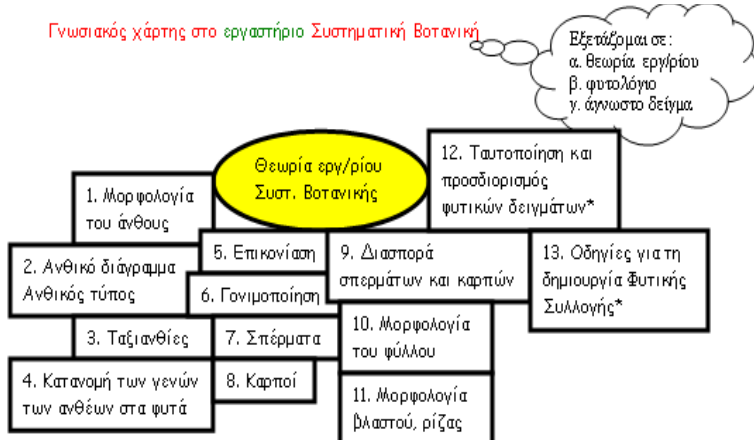 Γνωσιακός χάρτης στο εργαστήριο Συστηματική Βοτανική
Εξετάζομαι σε:
α. θεωρία εργ/ρίου
β. φυτολόγιο
γ. άγνωστο δείγμα
Θεωρία εργ/ρίου
Συστ. Βοτανικής
1. Μορφολογία
του άνθους
2. Ανθικό διάγραμμα
Ανθικός τύπος
3. Ταξιανθίες
4. Κατανομή των γενών
των ανθέων στα φυτά
5. Επικονίαση
6. Γονιμοποίηση
7. Σπέρματα
8. Καρποί
9. Διασπορά
σπερμάτων και καρπών
10. Μορφολογία
του φύλλου
11. Μορφολογία
βλαστού, ρίζας
12. Ταυτοποίηση και
προσδιορισμός
φυτικών δειγμάτων*
13. Οδηγίες για τη
δημιουργία Φυτικής
Συλλογής*